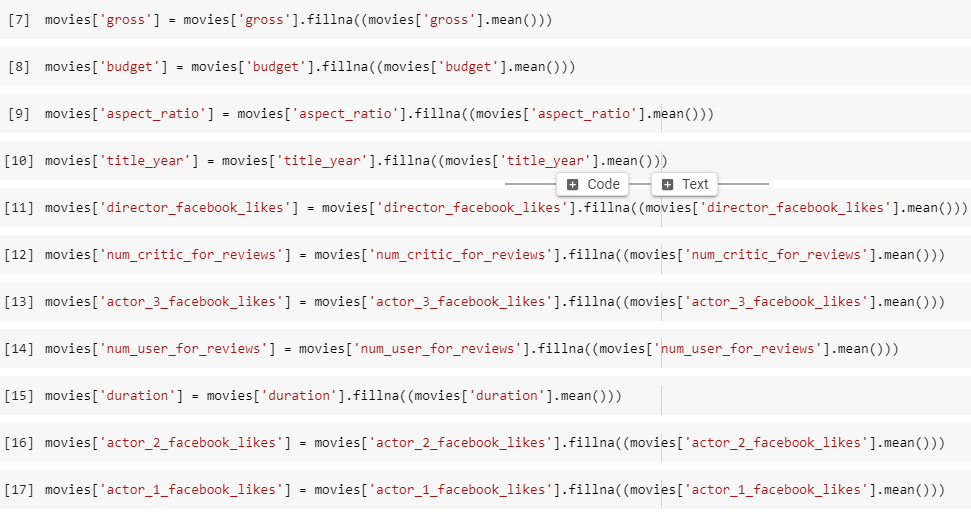 [7] movies['gross'] = movies['gross'].fillna((movies['gross'].mean()))
[8] movies['budget'] = movies['budget'].fillna((movies['budget'].mean()))
[9] movies['aspect_ratio'] = movies['aspect_ratio'].fillna((movies['aspect_ratio'].mean()))
[10] movies['title_year'] = movies['title_year'].fillna((movies['title_year'].mean()))
Code Text
[11] movies['director_facebook_likes'] = movies['director_facebook_likes'].fillna((movies['director_facebook_likes'].mean()))
[12] movies['num_critic_for_reviews'] = movies['num_critic_for_reviews'].fillna((movies['num_critic_for_reviews'].mean()))
[13] movies['actor_3_facebook_likes'] = movies['actor_3_facebook_likes'].fillna((movies['actor_3_facebook_likes'].mean()))
[14] movies['num_user_for_reviews'] = movies['num_user_for_reviews'].fillna((movies['num_user_for_reviews'].mean()))
[15] movies['duration'] = movies['duration'].fillna((movies['duration'].mean()))
[16] movies['actor_2_facebook_likes'] = movies['actor_2_facebook_likes'].fillna((movies['actor_2_facebook_likes'].mean()))
[17] movies['actor_1_facebook_likes'] = movies['actor_1_facebook_likes'].fillna((movies['actor_1_facebook_likes'].mean()))